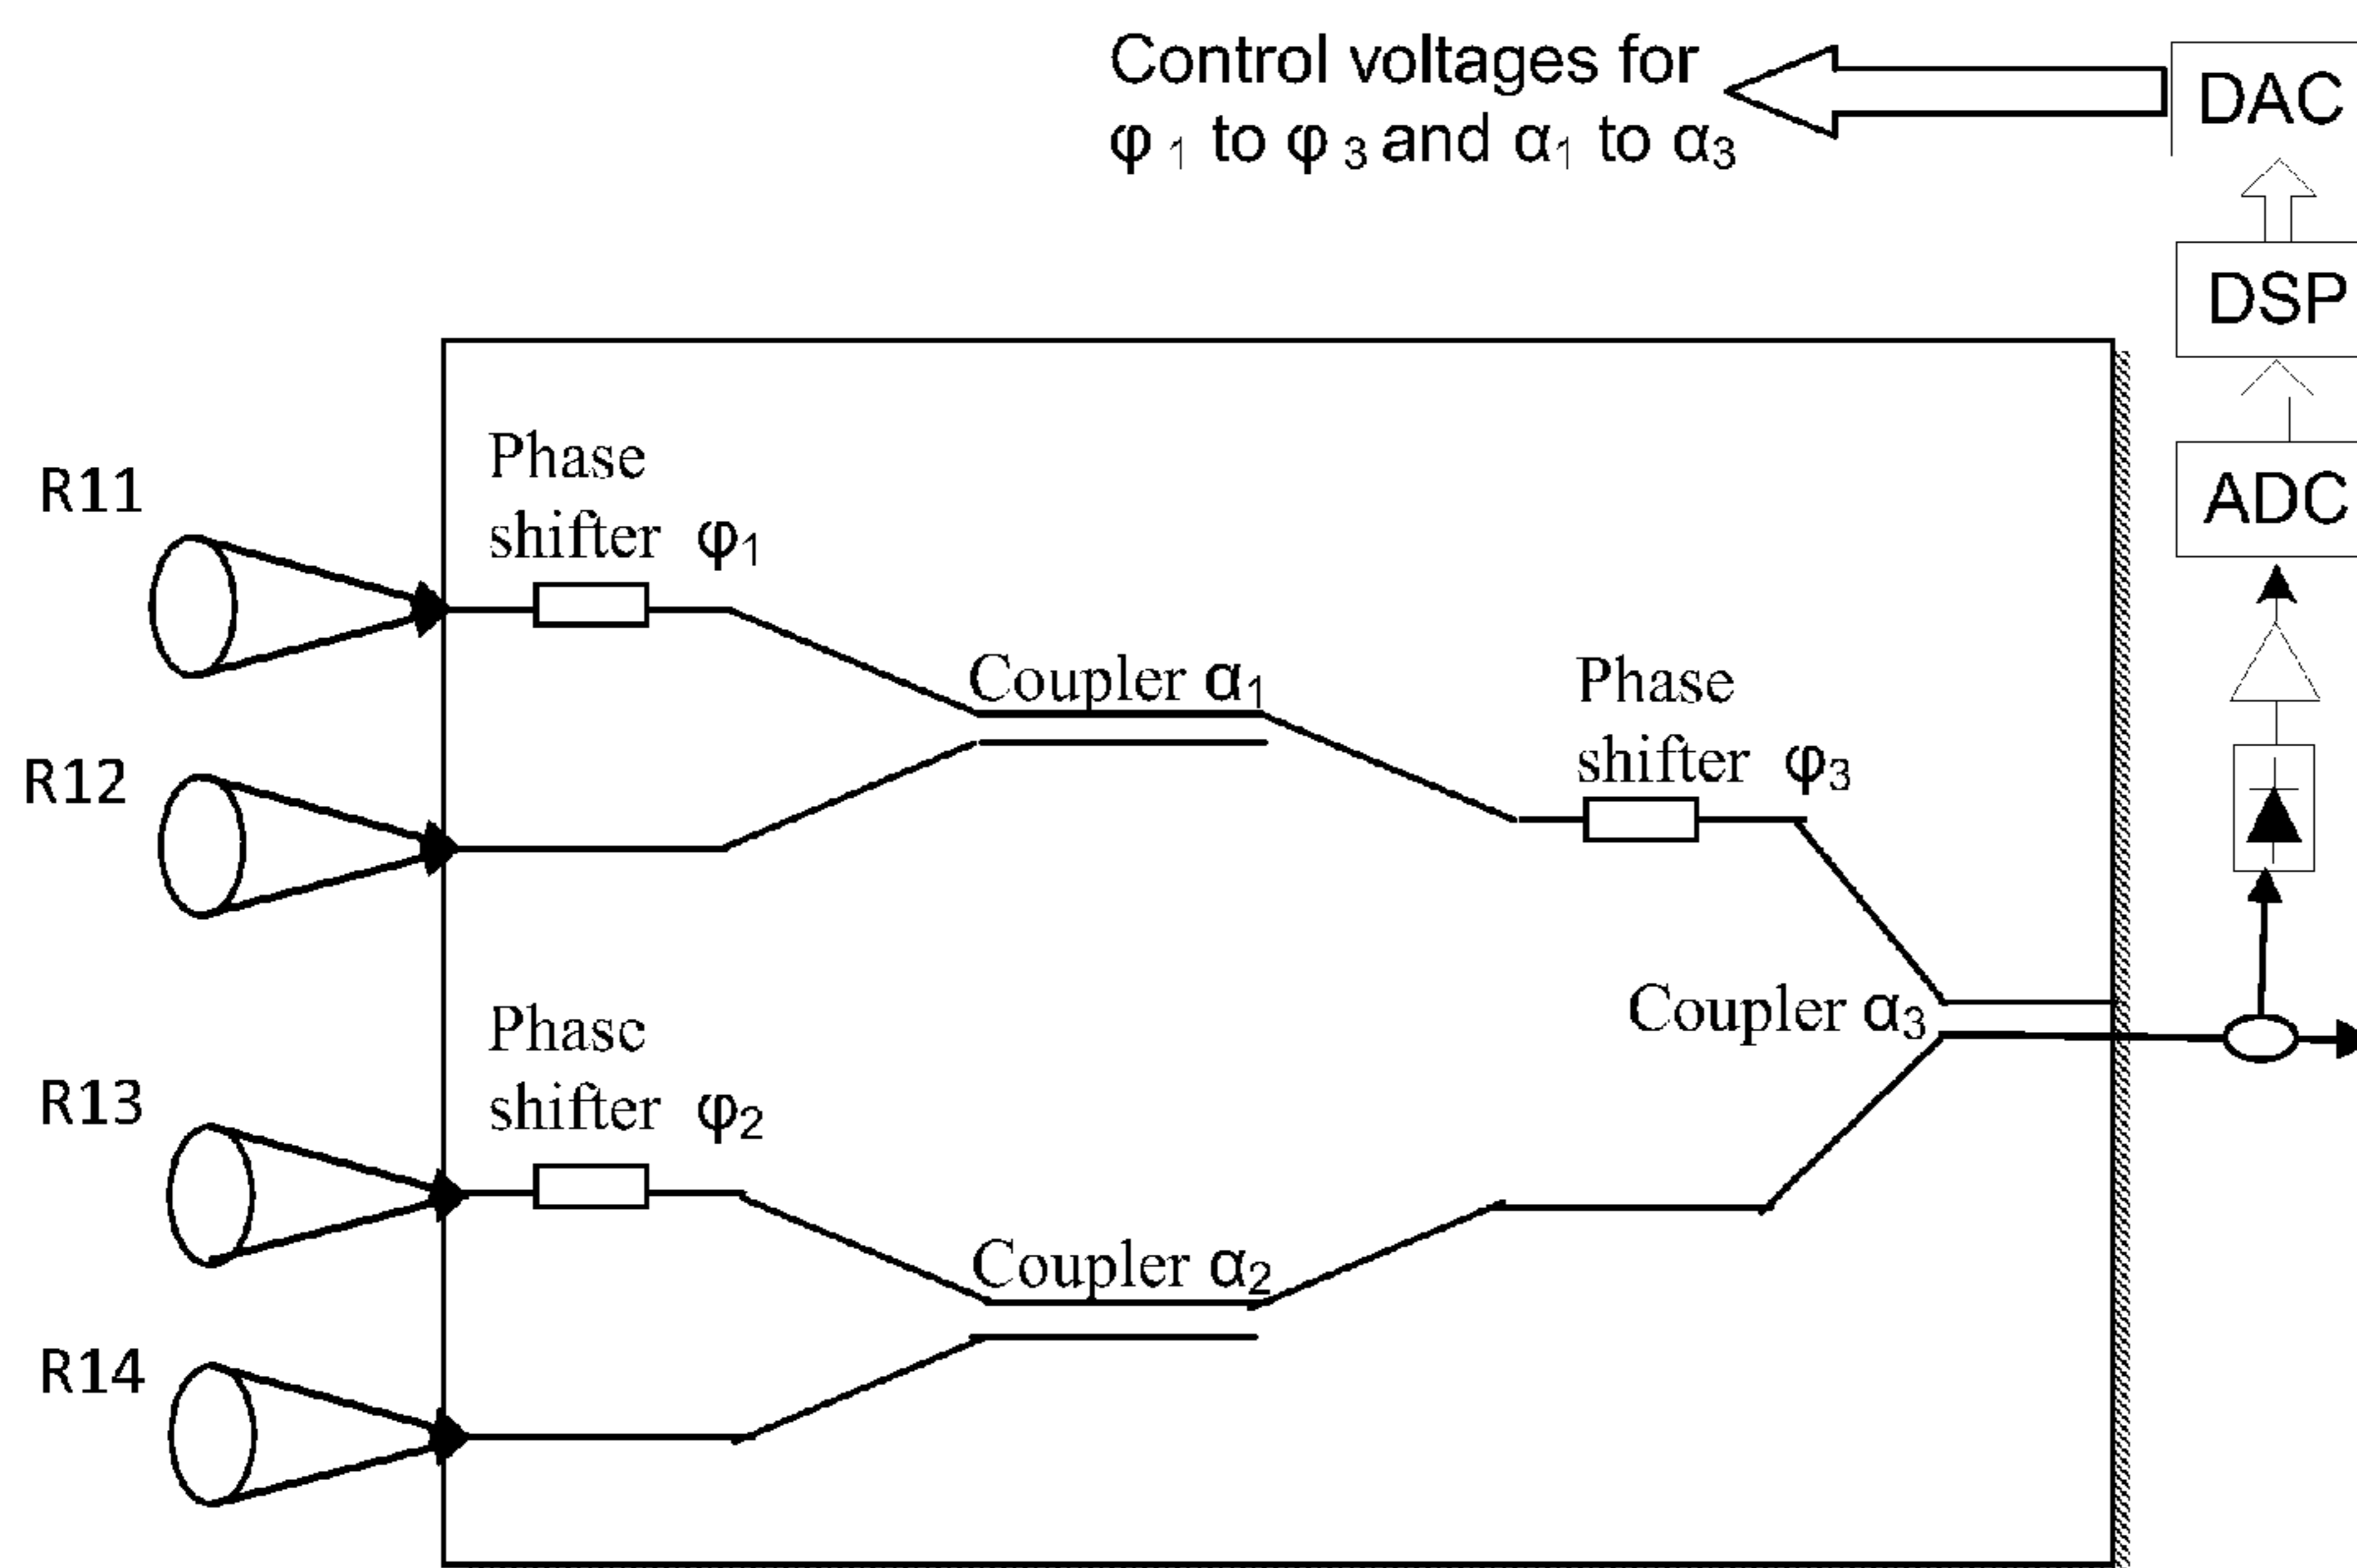 Control voltages for
φ 1 to φ 3 and α1 to α3
DAC
DSP
ADC
R11
Phase
shifter φ1
Coupler α1
R12
Phase
shifter φ3
Coupler α3
R13
Phase
shifter φ2
Coupler α2
R14